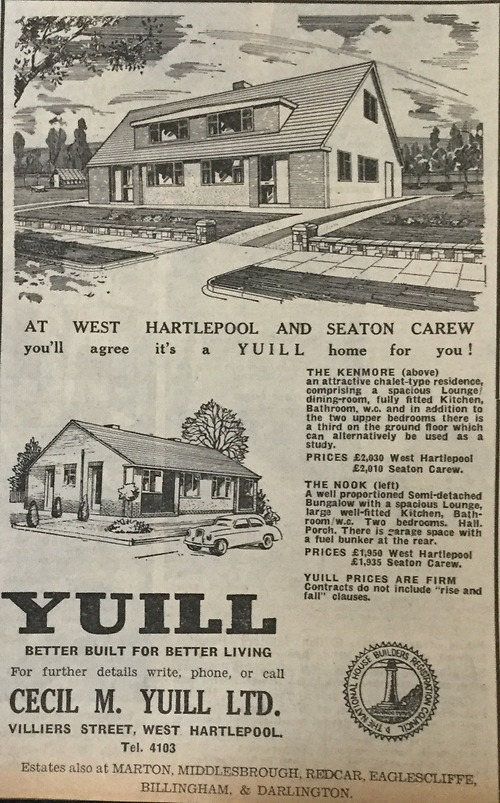 AT WEST HARTLEPOOL AND SEATON CAREW
you'll agree it's a YUILL home for you!
THE KENMORE (above)
an attractive chalet-type residence,
comprising a spacious Lounge/
dining-room, fully fitted Kitchen,
Bathroom, w.c. and in addition to
the two upper bedrooms there is
a third on the ground floor which
can alternatively be used as a
study.
PRICES £2,030 West Hartlepool
£2,010 Seaton Carew.
THE NOOK (left)
A well proportioned Semi-detached
Bungalow with a spacious Lounge,
large well-fitted Kitchen, Bath-
room/w.c. Two bedrooms. Hall.
Porch. There is garage space with
a fuel bunker at the rear.
PRICES £1,950 West Hartlepool
£1,935 Seaton Carew.
YUILL PRICES ARE FIRM
Contracts do not include "rise and
fall" clauses.
YUILL
BETTER BUILT FOR BETTER LIVING
For further details write, phone, or call
CECIL M. YUILL LTD.
VILLIERS STREET, WEST HARTLEPOOL.
Tel. 4103
THE NATIONAL HOUSE BUILDERS REGISTRATION COUNCIL
Estates also at MARTON, MIDDLESBROUGH, REDCAR, EAGLESCLIFFE,
BILLINGHAM, & DARLINGTON.